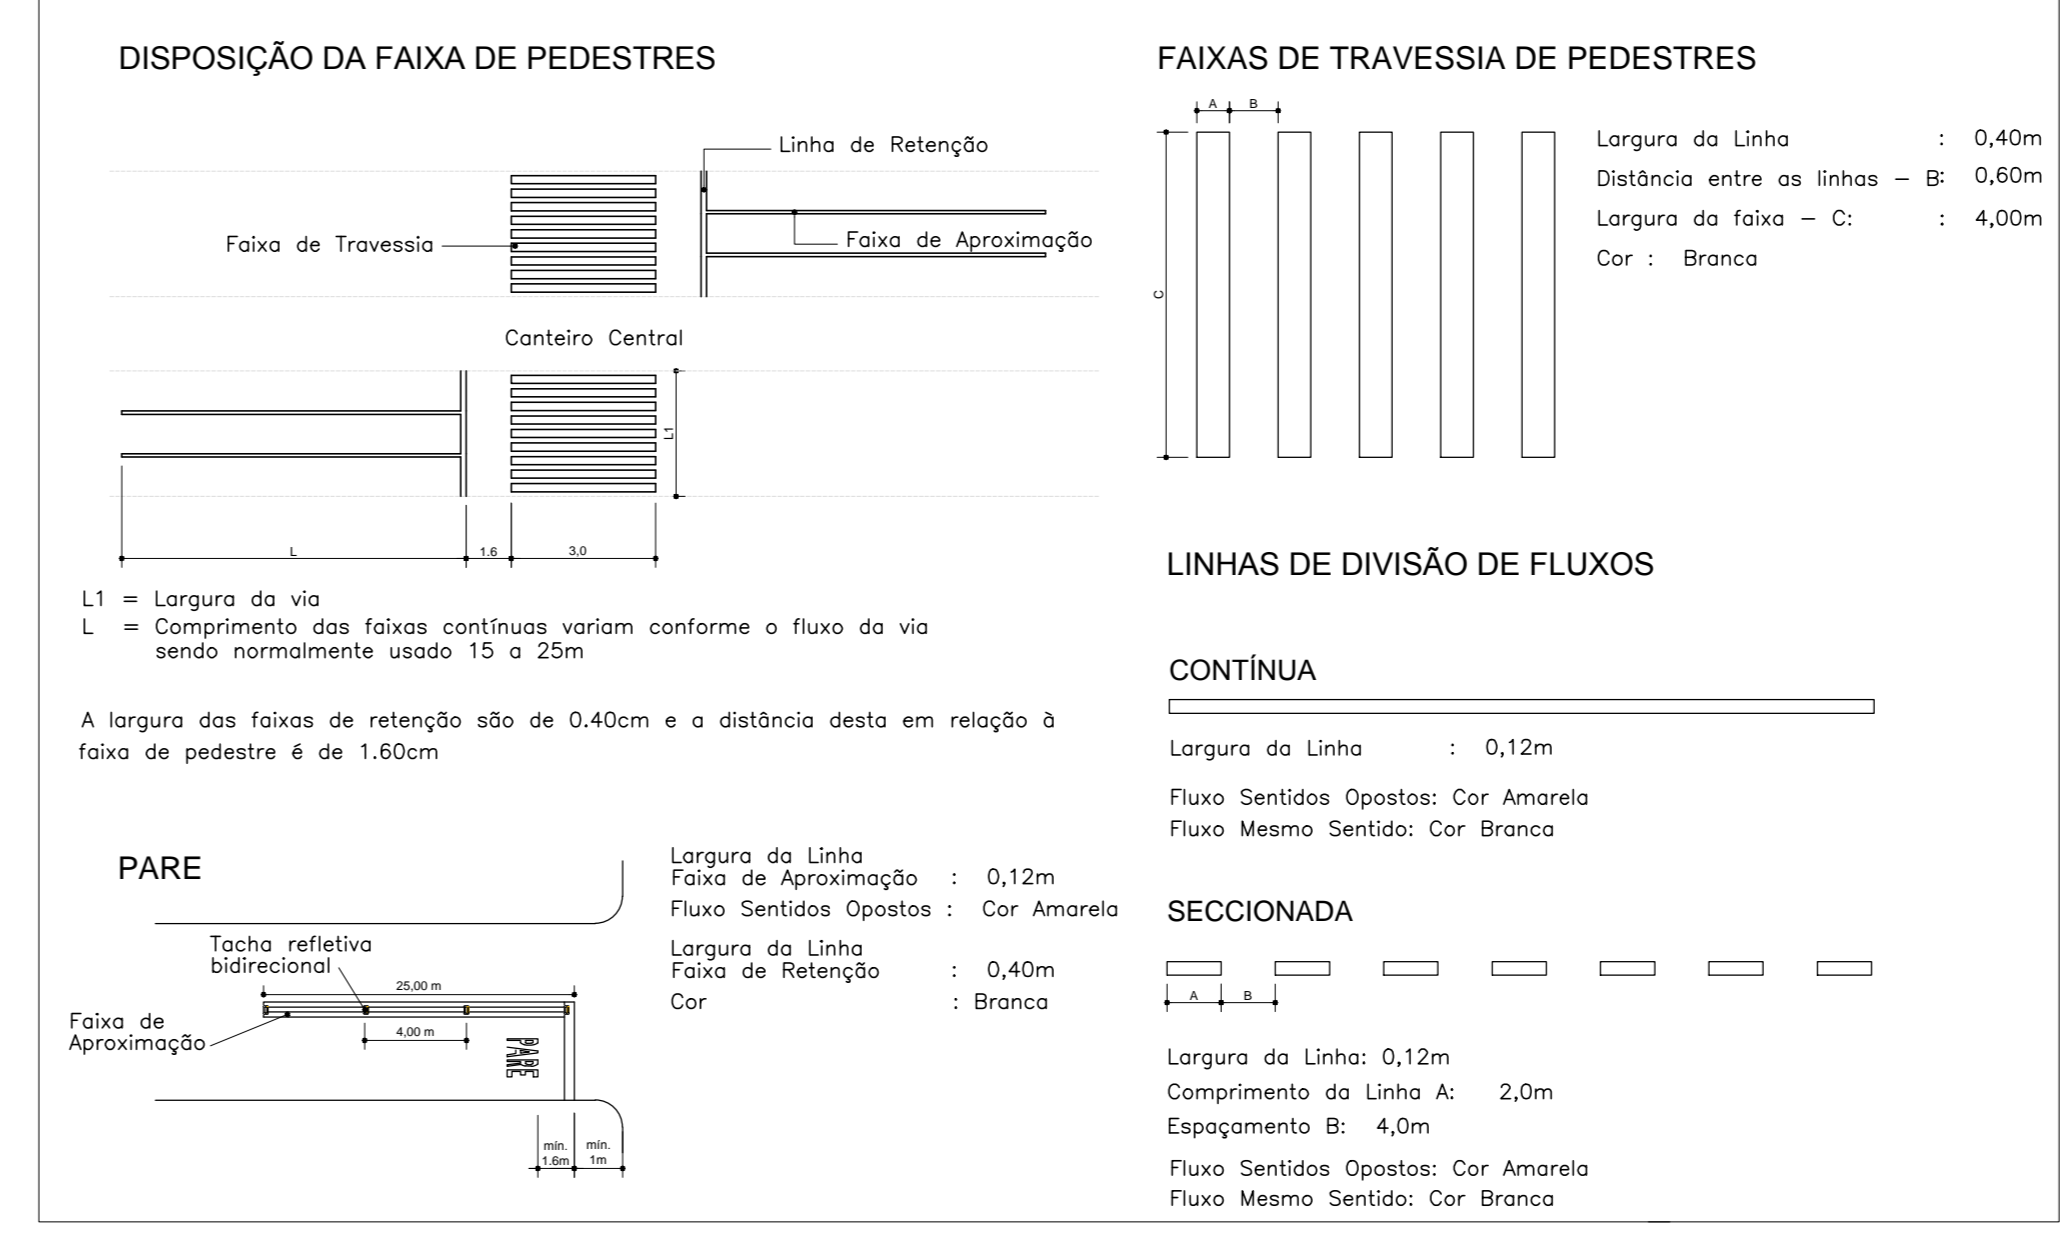 DISPOSIÇÃO DA FAIXA DE PEDESTRES
Linha de Retenção
Faixa de Travessia
Faixa de Aproximação
Canteiro Central
L1
L
1.6
3,0
L1 = Largura da via
L = Comprimento das faixas contínuas variam conforme o fluxo da via
sendo normalmente usado 15 a 25m
A largura das faixas de retenção são de 0.40cm e a distância desta em relação à
faixa de pedestre é de 1.60cm
PARE
Tacha refletiva
bidirecional
25,00 m
Faixa de
Aproximação
4,00 m
PARE
mín.
1.6m
mín.
1m
Largura da Linha
Faixa de Aproximação : 0,12m
Fluxo Sentidos Opostos : Cor Amarela
Largura da Linha
Faixa de Retenção : 0,40m
Cor : Branca
FAIXAS DE TRAVESSIA DE PEDESTRES
A
B
C
Largura da Linha : 0,40m
Distância entre as linhas – B: 0,60m
Largura da faixa – C: : 4,00m
Cor : Branca
LINHAS DE DIVISÃO DE FLUXOS
CONTÍNUA
Largura da Linha : 0,12m
Fluxo Sentidos Opostos: Cor Amarela
Fluxo Mesmo Sentido: Cor Branca
SECCIONADA
A
B
Largura da Linha: 0,12m
Comprimento da Linha A: 2,0m
Espaçamento B: 4,0m
Fluxo Sentidos Opostos: Cor Amarela
Fluxo Mesmo Sentido: Cor Branca